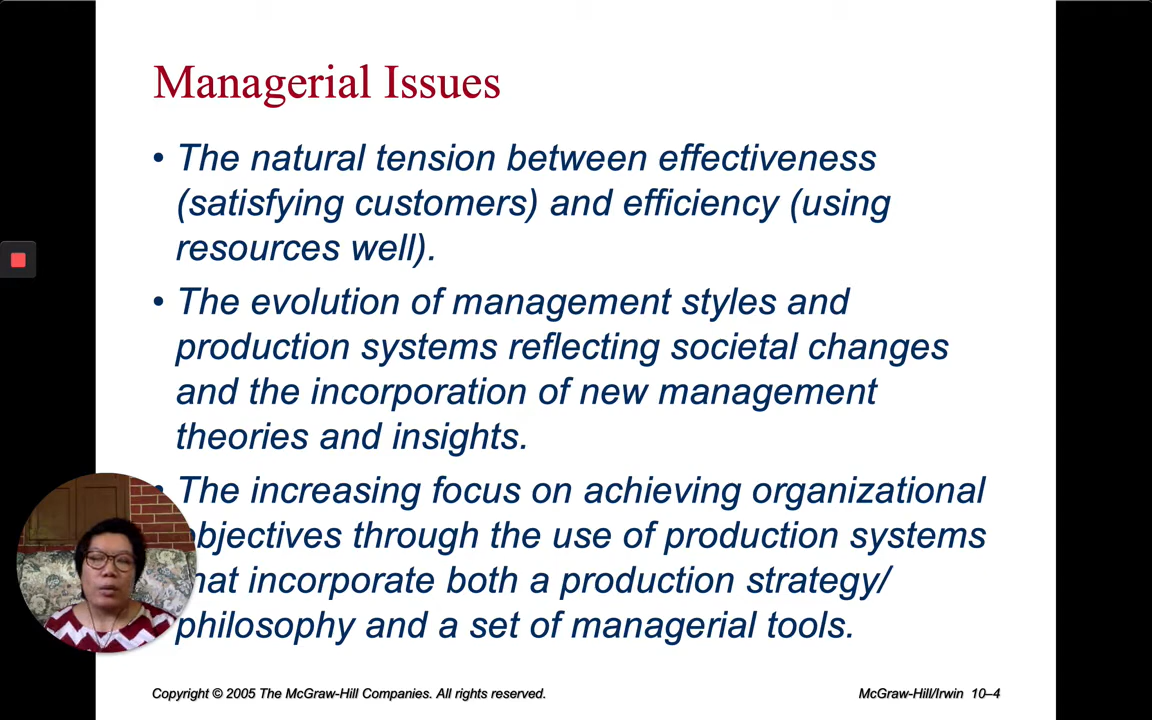 Managerial Issues
• The natural tension between effectiveness
(satisfying customers) and efficiency (using
resources well).
• The evolution of management styles and
production systems reflecting societal changes
and the incorporation of new management
theories and insights.
• The increasing focus on achieving organizational
objectives through the use of production systems
that incorporate both a production strategy/
philosophy and a set of managerial tools.
Copyright © 2005 The McGraw-Hill Companies. All rights reserved.
McGraw-Hill/Irwin 10–4